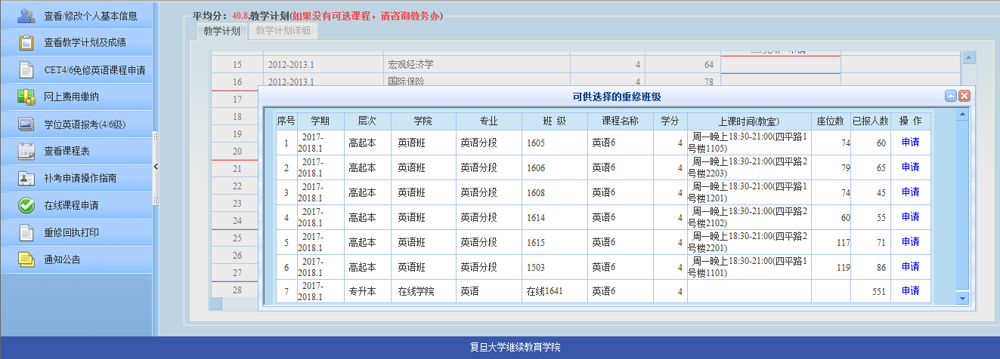 查看/修改个人基本信息
查看教学计划及成绩
CET4/6免修英语课程申请
网上费用缴纳
学位英语报考(4/6级)
查看课程表
补考申请操作指南
在线课程申请
重修回执打印
通知公告
平均分：40.8,教学计划(如果没有可选课程，请咨询教务办)
教学计划 教学计划详细
15 2012-2013.1 宏观经济学 4 64
16 2012-2013.1 国际保险 4 78
17
18
19
20
21
22
23
24
25
26
27
28
可供选择的重修班级
序号 学期 层次 学院 专业 班 级 课程名称 学分 上课时间(教室) 座位数 已报人数 操 作
1 2017-2018.1 高起本 英语班 英语分段 1605 英语6 4 周一晚上18:30-21:00(四平路1号楼1105) 74 60 申请
2 2017-2018.1 高起本 英语班 英语分段 1606 英语6 4 周一晚上18:30-21:00(四平路2号楼2203) 79 65 申请
3 2017-2018.1 高起本 英语班 英语分段 1608 英语6 4 周一晚上18:30-21:00(四平路1号楼1201) 74 45 申请
4 2017-2018.1 高起本 英语班 英语分段 1614 英语6 4 周一晚上18:30-21:00(四平路2号楼2102) 60 55 申请
5 2017-2018.1 高起本 英语班 英语分段 1615 英语6 4 周一晚上18:30-21:00(四平路2号楼2201) 117 71 申请
6 2017-2018.1 高起本 英语班 英语分段 1503 英语6 4 周一晚上18:30-21:00(四平路1号楼1101) 119 86 申请
7 2017-2018.1 专升本 在线学院 英语 在线1641 英语6 4 551 申请
复旦大学继续教育学院